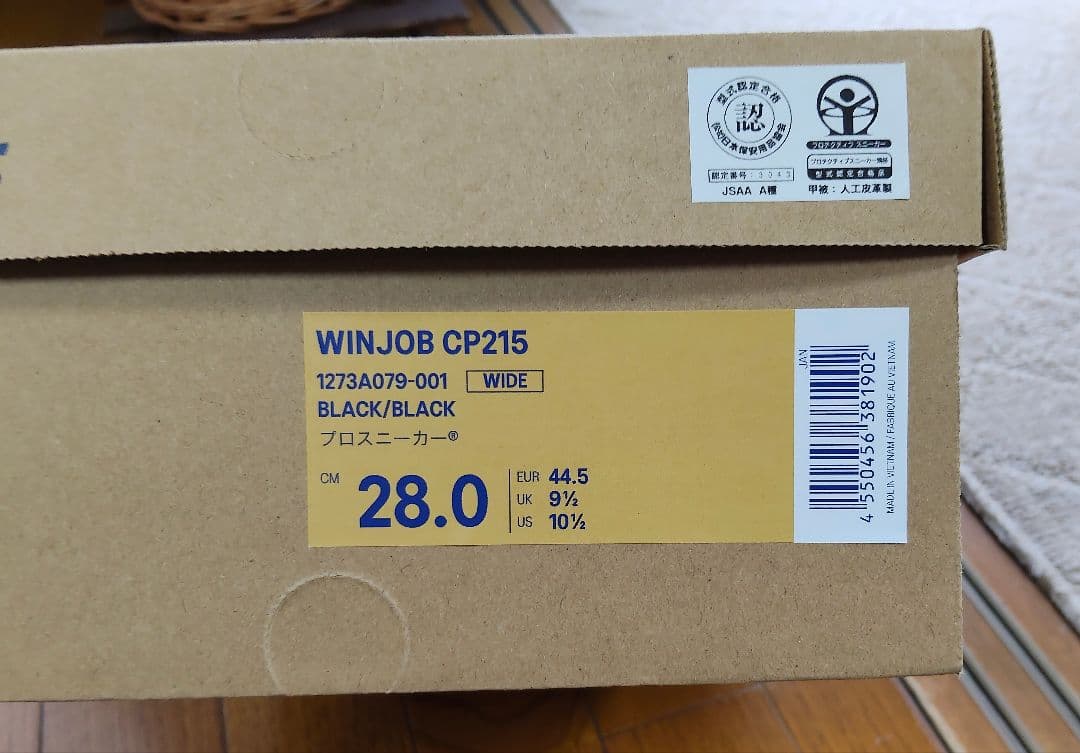 型式認定合格
認
(公社)日本保安用品協会
認定番号:3043
JSAA A種
プロテクティブスニーカー
プロテクティブスニーカー規格
型式認定合格品
甲被：人工皮革製
WINJOB CP215
1273A079-001 WIDE
BLACK/BLACK
プロスニーカー®
CM 28.0
EUR 44.5
UK 9½
US 10½
JAN
4 550456 381902
MADE IN VIETNAM / FABRIQUE AU VIETNAM